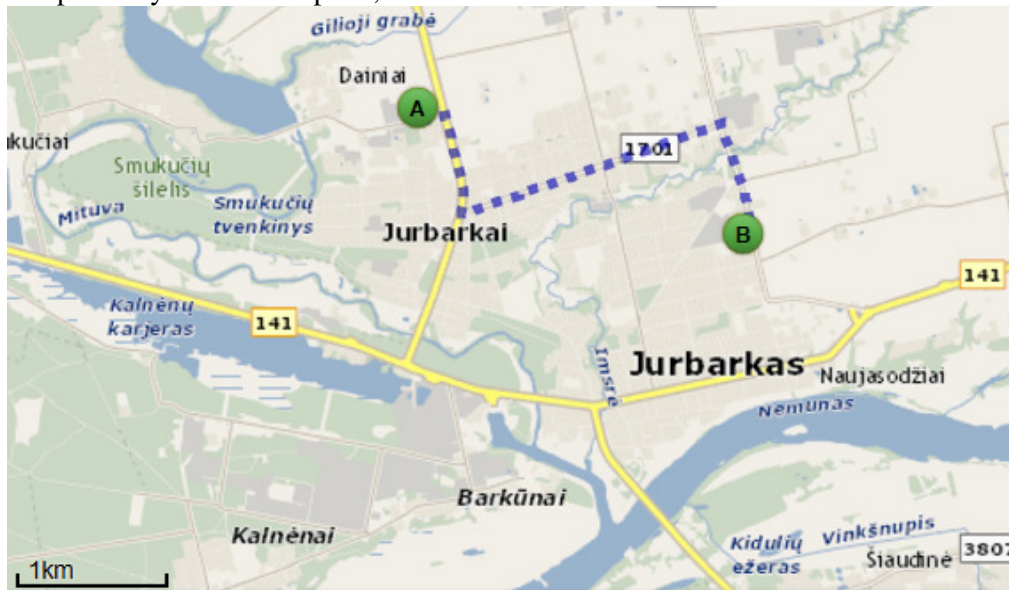 Gilioji grabė
Dainiai
A
Smukučių
šilelis
1701
Mituva
Smukučių
tvenkinys
Jurbarkai
B
141
Kalnėnų
karjeras
141
Imsrė
Jurbarkas
Naujasodžiai
Nemunas
Barkūnai
Kalnėnai
Kidulių
ežeras
Vinkšnupis
Šiaudinė
3807
1km